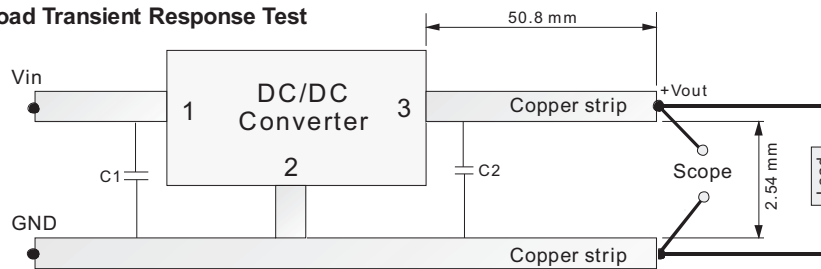 oad Transient Response Test
50.8 mm
Vin
DC/DC
Converter
1
3
2
Copper strip
+Vout
C1
C2
Scope
2.54 mm
GND
Copper strip